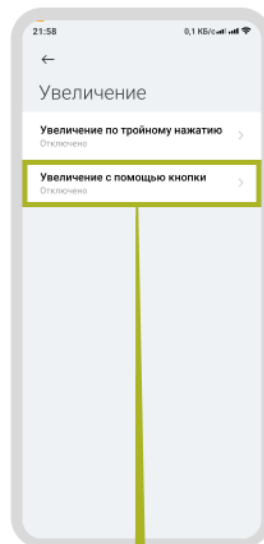 21:58 0,1 КБ/с
Увеличение
Увеличение по тройному нажатию
Отключено
Увеличение с помощью кнопки
Отключено